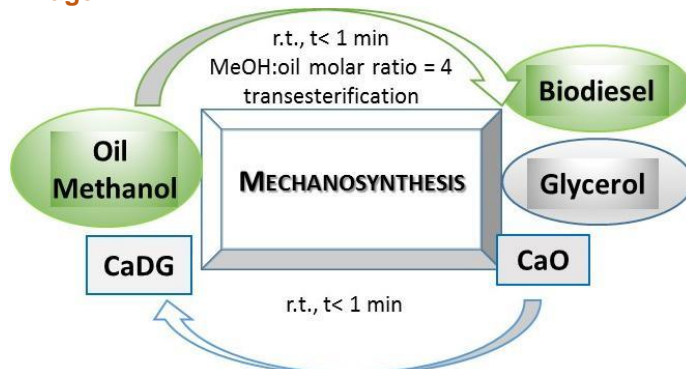 r.t., t< 1 min
MeOH:oil molar ratio = 4
transesterification
Biodiesel
Oil
Methanol
MECHANOSYNTHESIS
Glycerol
CaDG
CaO
r.t., t< 1 min